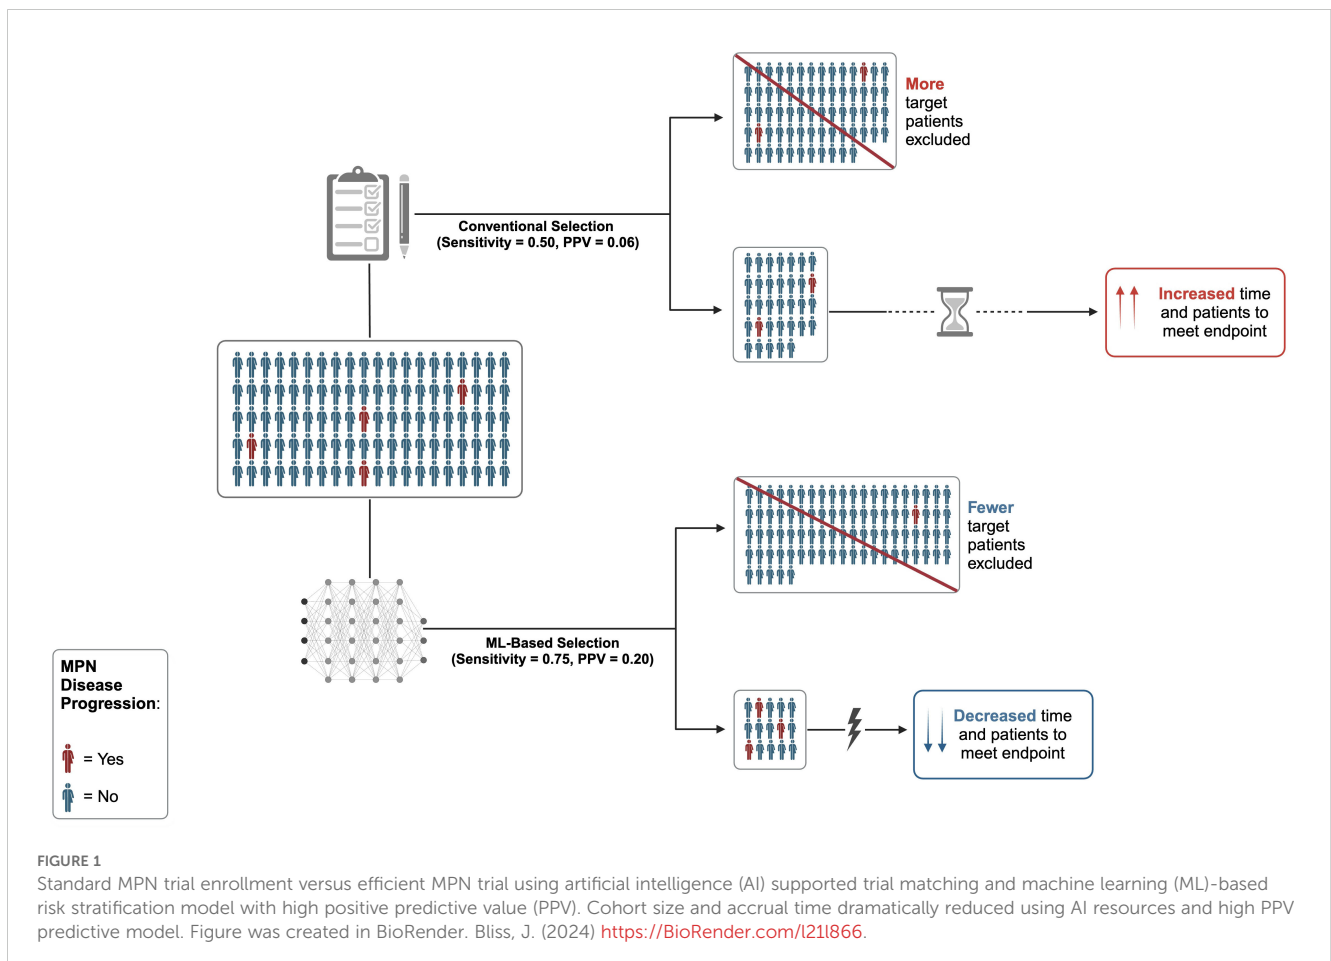 More
target
patients
excluded
Conventional Selection
(Sensitivity = 0.50, PPV = 0.06)
Increased time
and patients to
meet endpoint
Fewer
target
patients
excluded
ML-Based Selection
(Sensitivity = 0.75, PPV = 0.20)
MPN
Disease
Progression:
= Yes
= No
Decreased time
and patients to
meet endpoint
FIGURE 1
Standard MPN trial enrollment versus efficient MPN trial using artificial intelligence (AI) supported trial matching and machine learning (ML)-based
risk stratification model with high positive predictive value (PPV). Cohort size and accrual time dramatically reduced using AI resources and high PPV
predictive model. Figure was created in BioRender. Bliss, J. (2024) https://BioRender.com/l21l866.